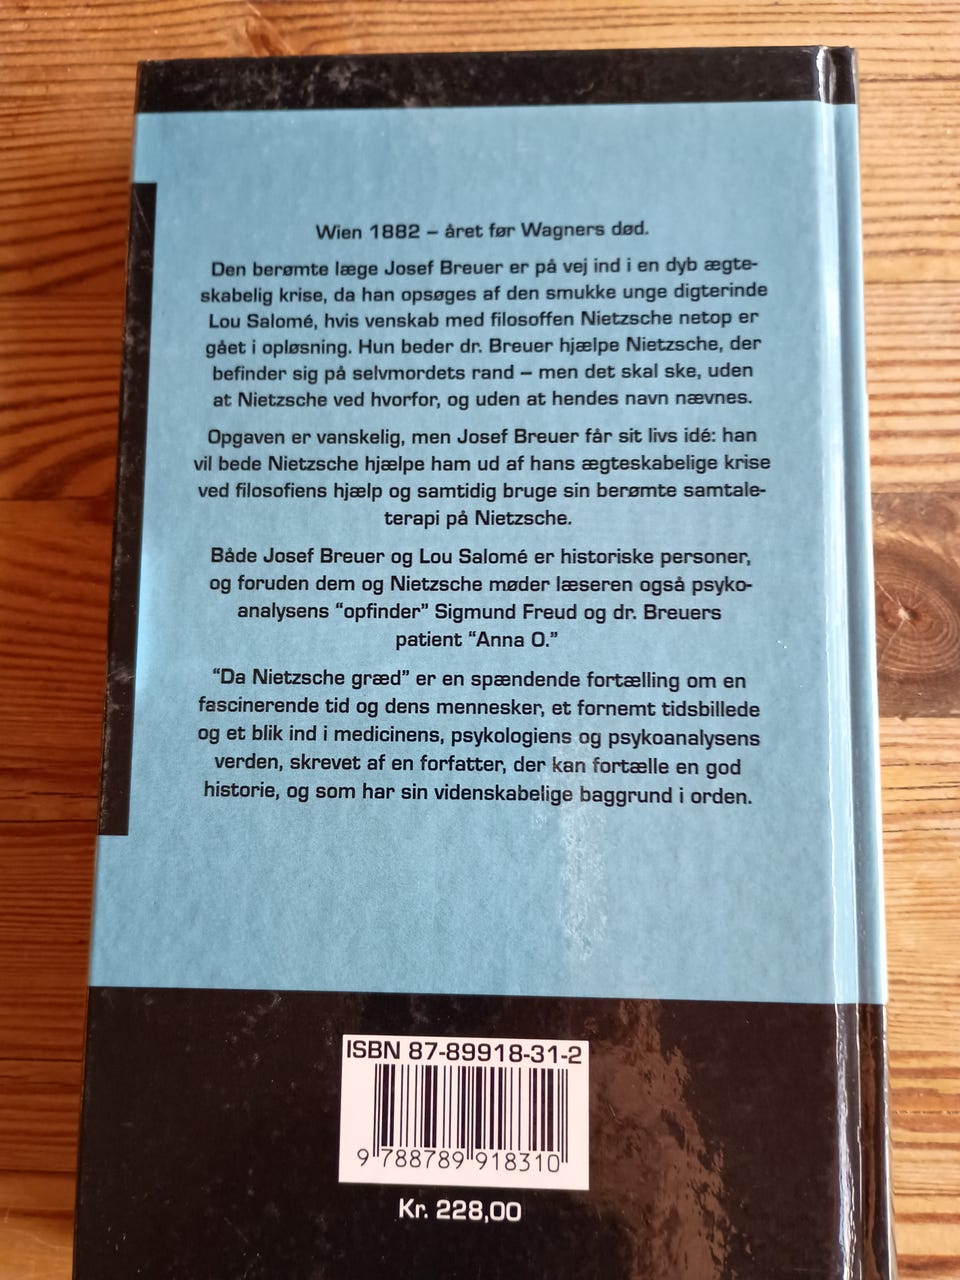 Wien 1882 – året før Wagners død.
Den berømte læge Josef Breuer er på vej ind i en dyb ægte-
skabelig krise, da han opsøges af den smukke unge digterinde
Lou Salomé, hvis venskab med filosoffen Nietzsche netop er
gået i opløsning. Hun beder dr. Breuer hjælpe Nietzsche, der
befinder sig på selvmordets rand – men det skal ske, uden
at Nietzsche ved hvorfor, og uden at hendes navn nævnes.
Opgaven er vanskelig, men Josef Breuer får sit livs idé: han
vil bede Nietzsche hjælpe ham ud af hans ægteskabelige krise
ved filosofiens hjælp og samtidig bruge sin berømte samtale-
terapi på Nietzsche.
Både Josef Breuer og Lou Salomé er historiske personer,
og foruden dem og Nietzsche møder læseren også psyko-
analysens “opfinder” Sigmund Freud og dr. Breuers
patient “Anna O.”
“Da Nietzsche græd” er en spændende fortælling om en
fascinerende tid og dens mennesker, et fornemt tidsbillede
og et blik ind i medicinens, psykologiens og psykoanalysens
verden, skrevet af en forfatter, der kan fortælle en god
historie, og som har sin videnskabelige baggrund i orden.
ISBN 87-89918-31-2
9 788789 918310
Kr. 228,00